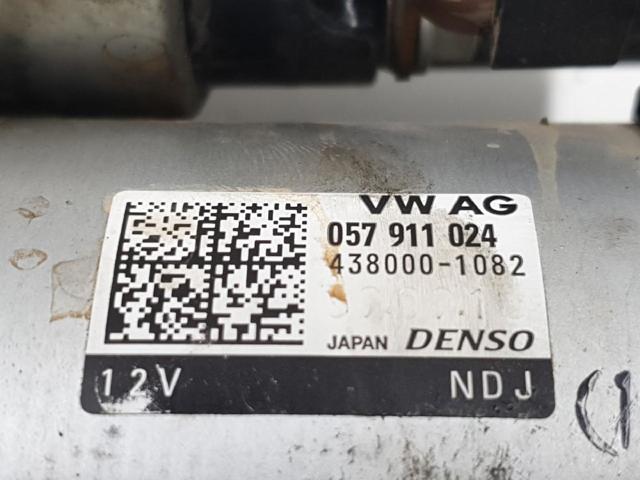 VW AG
057 911 024
438000-1082
JAPAN DENSO
12V NDJ